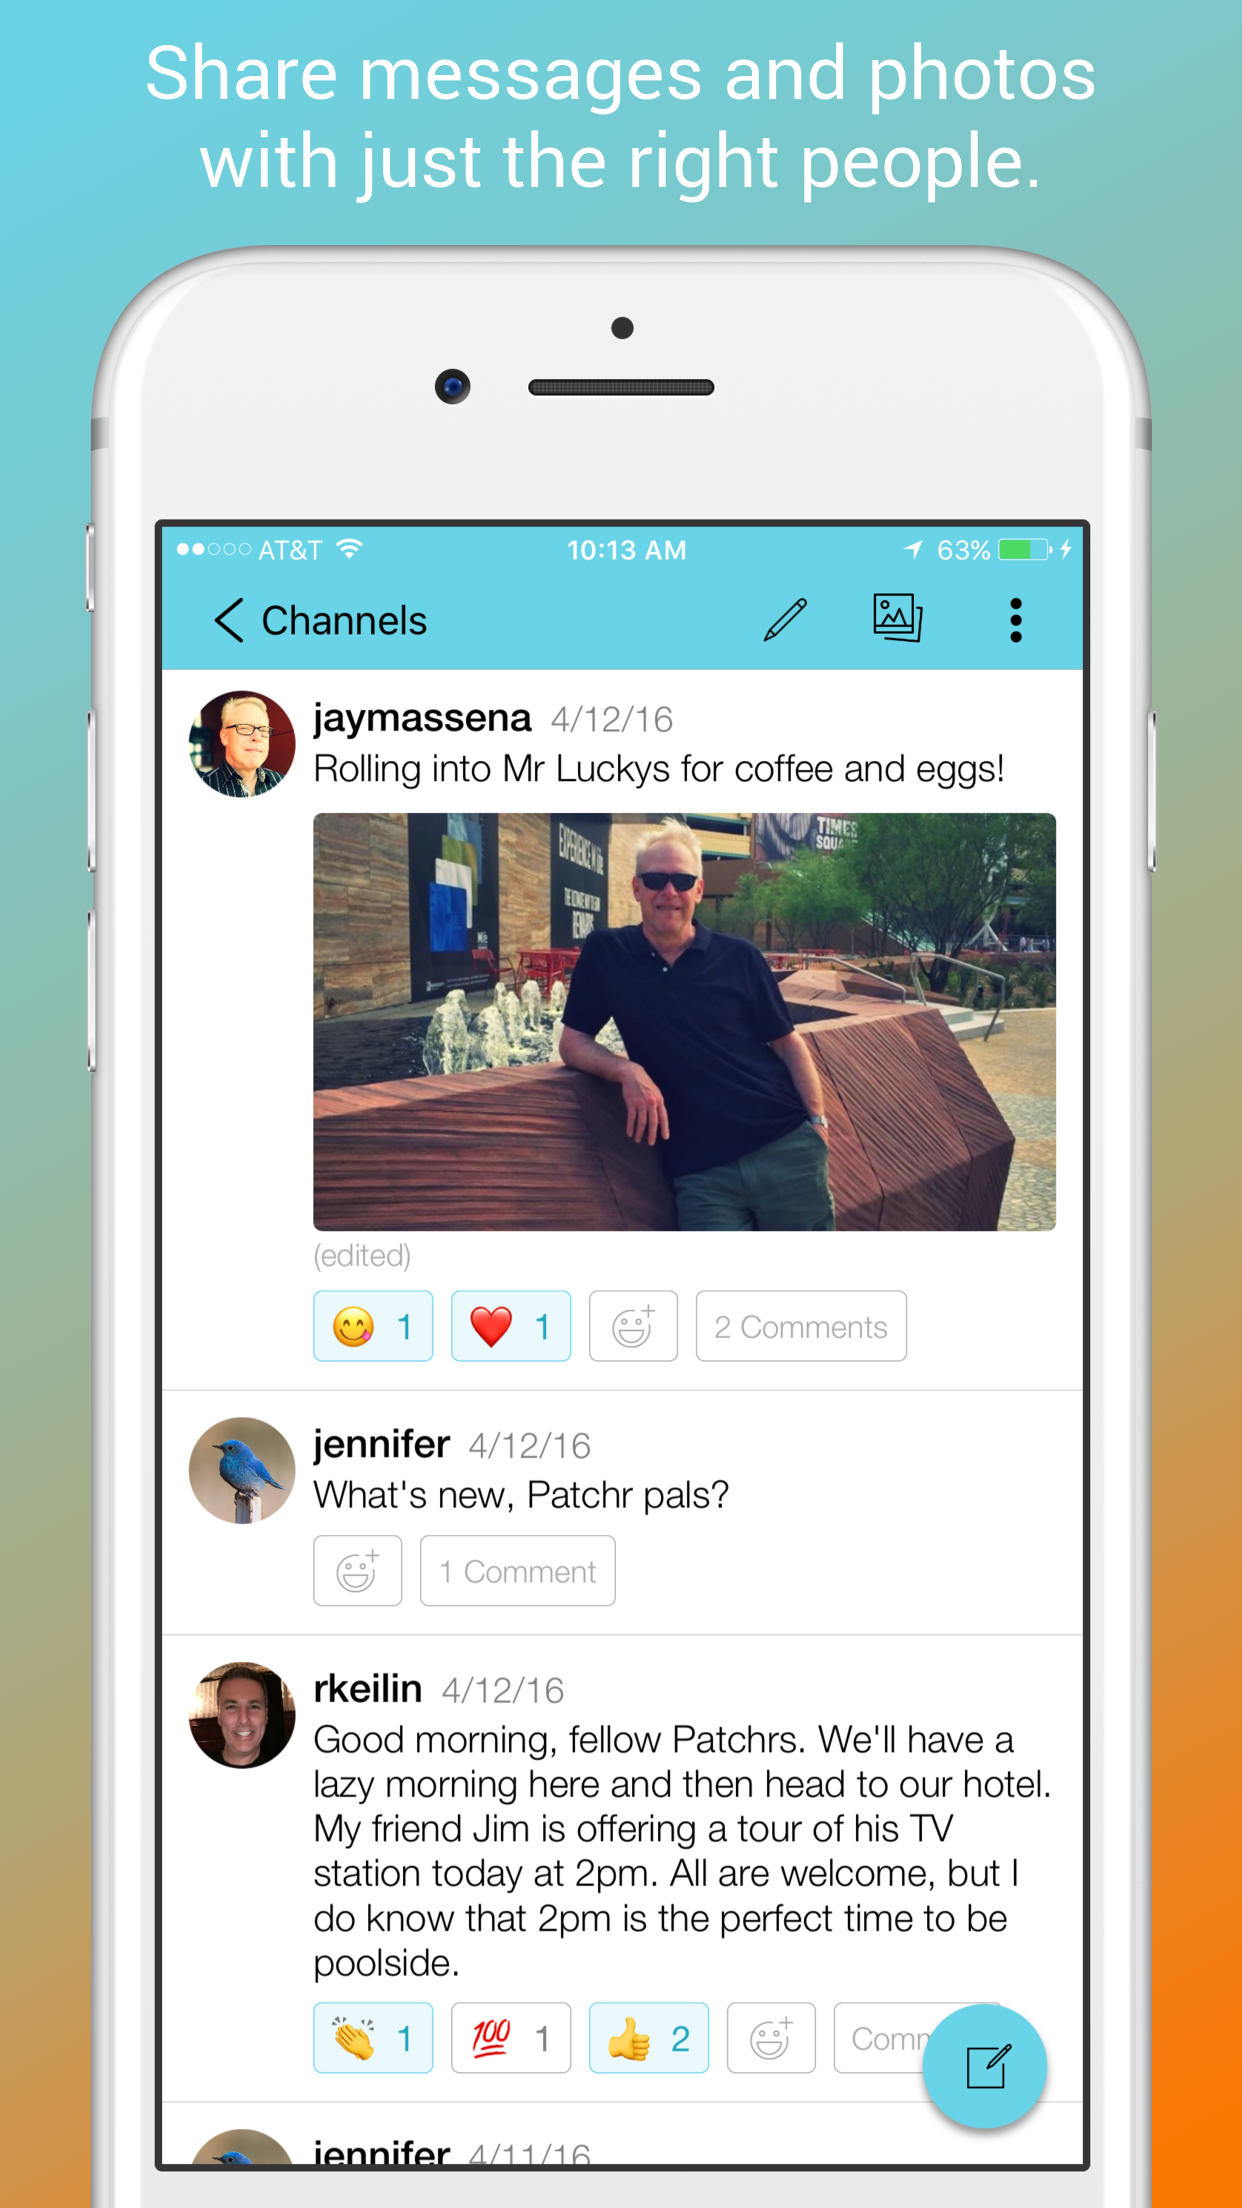 Share messages and photos
with just the right people.
AT&T 10:13 AM 63%
Channels
jaymassena 4/12/16
Rolling into Mr Luckys for coffee and eggs!
EXPERIENCE
TIMES
SQUA
REWARDS
(edited)
1 1 2 Comments
jennifer 4/12/16
What's new, Patchr pals?
1 Comment
rkeilin 4/12/16
Good morning, fellow Patchrs. We'll have a
lazy morning here and then head to our hotel.
My friend Jim is offering a tour of his TV
station today at 2pm. All are welcome, but I
do know that 2pm is the perfect time to be
poolside.
1 100 1 2 Comm
jennifer 4/11/16